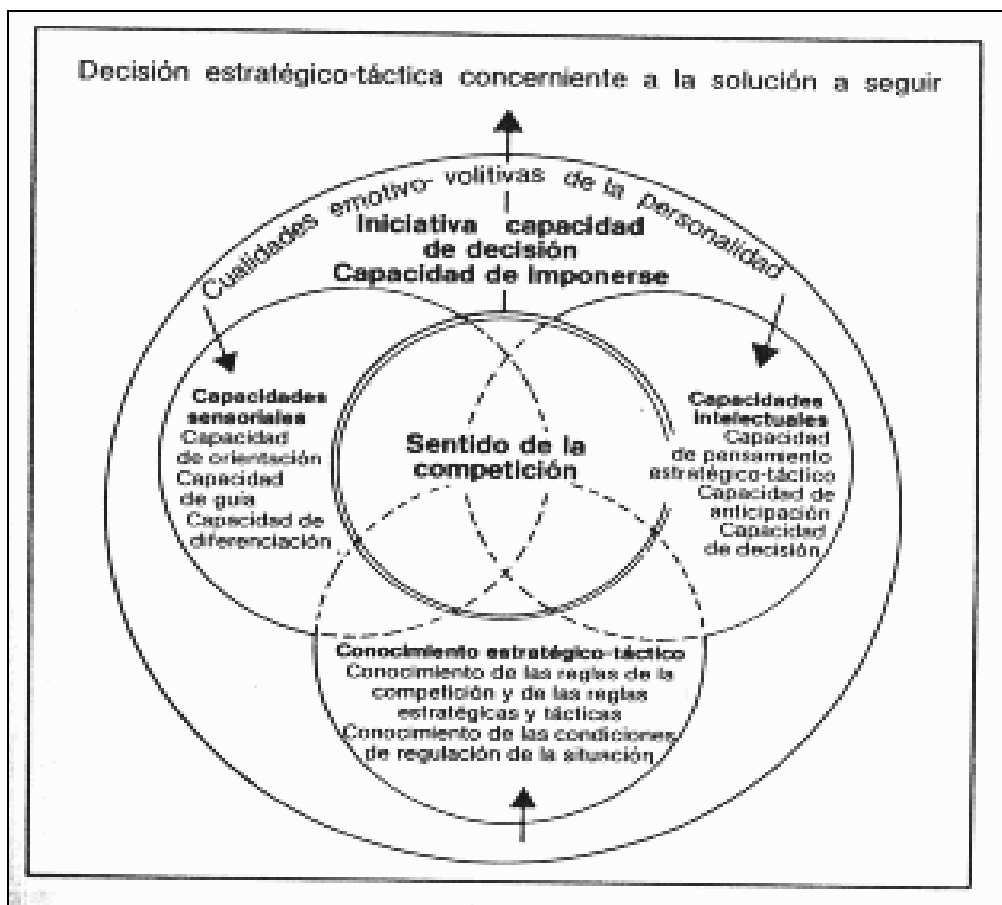 Decisión estratégico-táctica concerniente a la solución a seguir
Cualidades emotivo-volitivas de la personalidad
Iniciativa capacidad
de decisión
Capacidad de imponerse
Capacidades
sensoriales
Capacidad
de orientación
Capacidad
de guía
Capacidad de
diferenciación
Sentido de la
competición
Capacidades
intelectuales
Capacidad
de pensamiento
estratégico-táctico
Capacidad de
anticipación
Capacidad
de decisión
Conocimiento estratégico-táctico
Conocimiento de las reglas de la
competición y de las reglas
estratégicas y tácticas
Conocimiento de las condiciones
de regulación de la situación